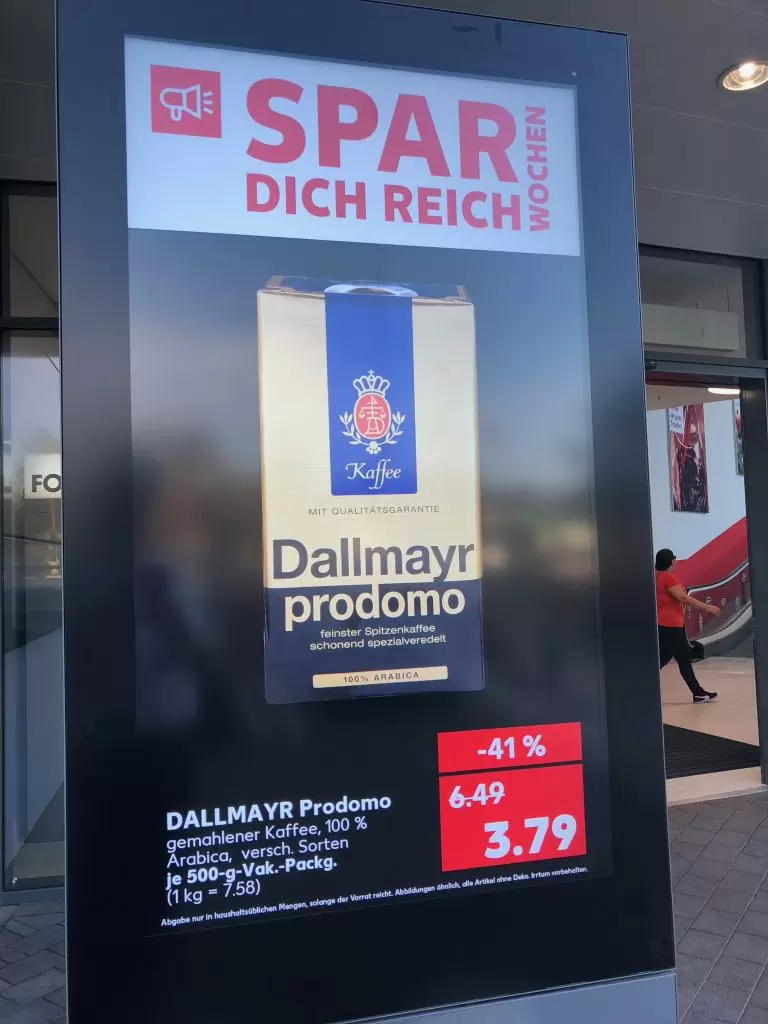 SPAR
DICH REICH
WOCHEN
Kaffee
MIT QUALITÄTSGARANTIE
Dallmayr
prodomo
feinster Spitzenkaffee
schonend spezialveredelt
100% ARABICA
-41 %
6.49
3.79
DALLMAYR Prodomo
gemahlener Kaffee, 100 %
Arabica, versch. Sorten
je 500-g-Vak.-Packg.
(1 kg = 7.58)
Abgabe nur in haushaltsüblichen Mengen, solange der Vorrat reicht. Abbildungen ähnlich, alle Artikel ohne Deko. Irrtum vorbehalten.
FO